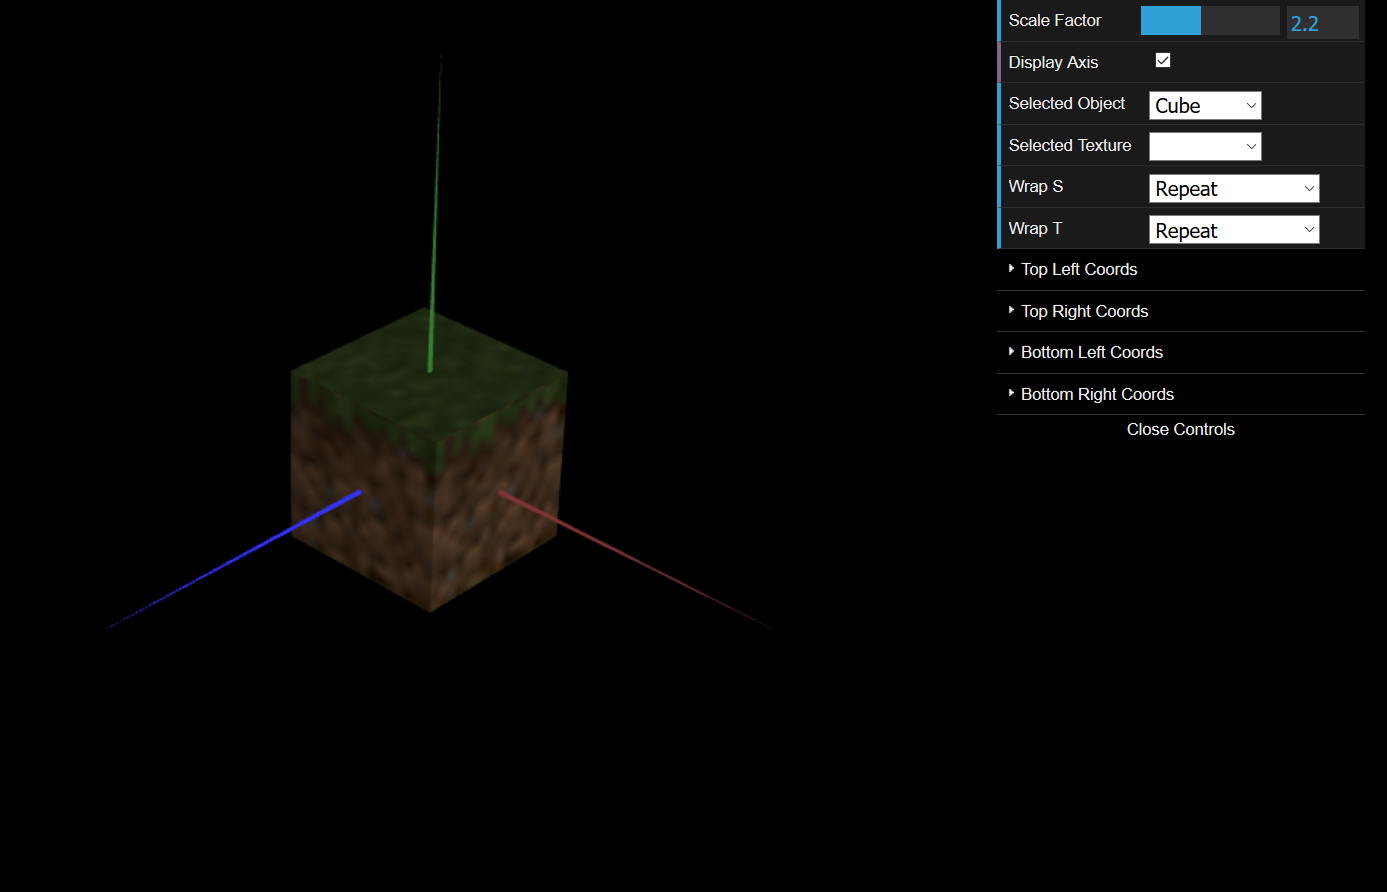 Scale Factor 2.2
Display Axis
Selected Object Cube
Selected Texture
Wrap S Repeat
Wrap T Repeat
Top Left Coords
Top Right Coords
Bottom Left Coords
Bottom Right Coords
Close Controls